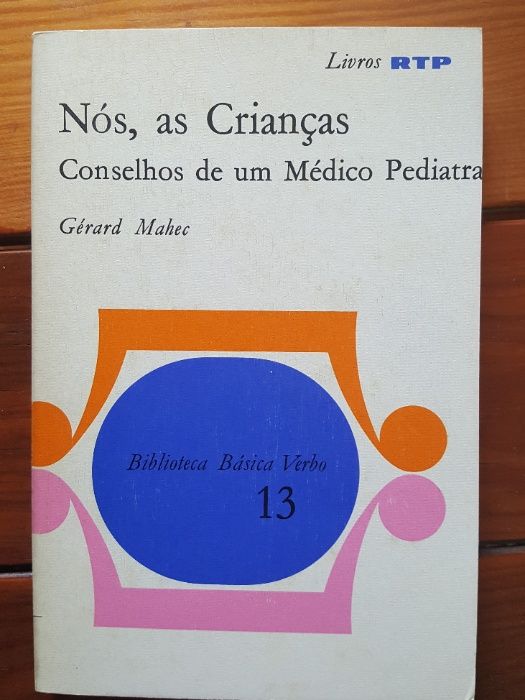 Livros RTP
Nós, as Crianças
Conselhos de um Médico Pediatra
Gérard Mahec
Biblioteca Básica Verbo
13